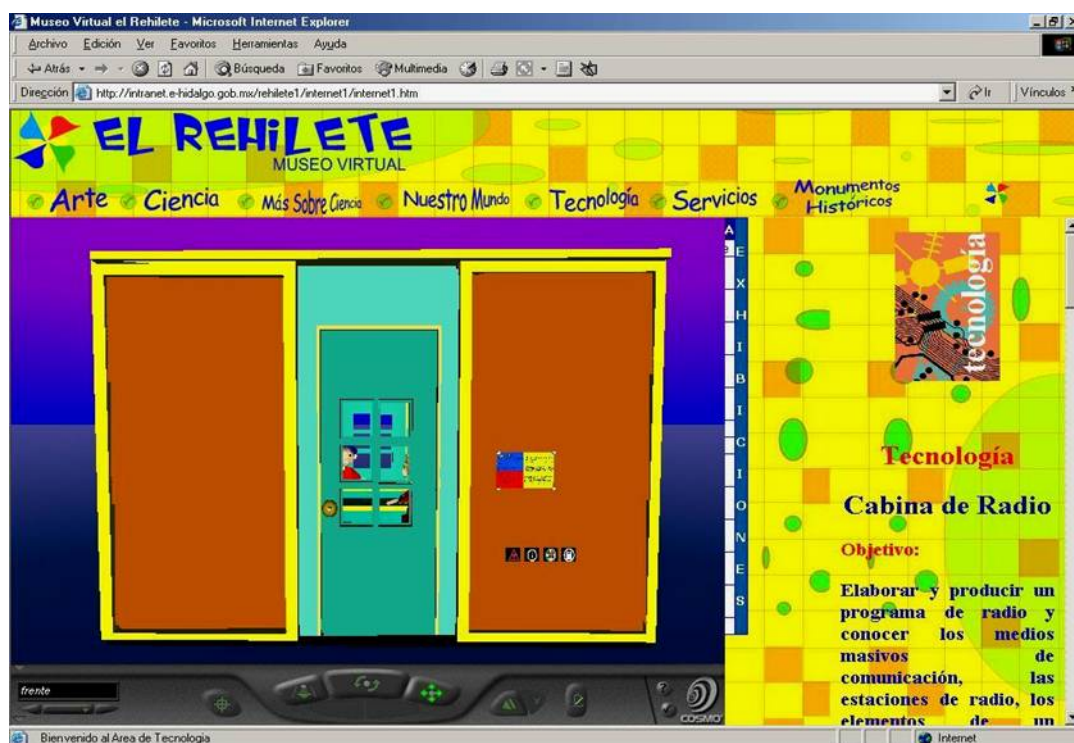 Museo Virtual el Rehilete - Microsoft Internet Explorer
Archivo Edición Ver Favoritos Herramientas Ayuda
Atrás Búsqueda Favoritos Multimedia
Dirección http://intranet.e-hidalgo.gob.mx/rehilete1/internet1/internet1.htm Ir Vínculos
EL REHILETE
MUSEO VIRTUAL
Arte Ciencia Más Sobre Ciencia Nuestro Mundo Tecnología Servicios Monumentos Históricos
EXHIBICIONES
tecnología
Tecnología
Cabina de Radio
Objetivo:
Elaborar y producir un
programa de radio y
conocer los medios
masivos de
comunicación, las
estaciones de radio, los
elementos de un
frente
COSMO
Bienvenido al Area de Tecnologia Internet